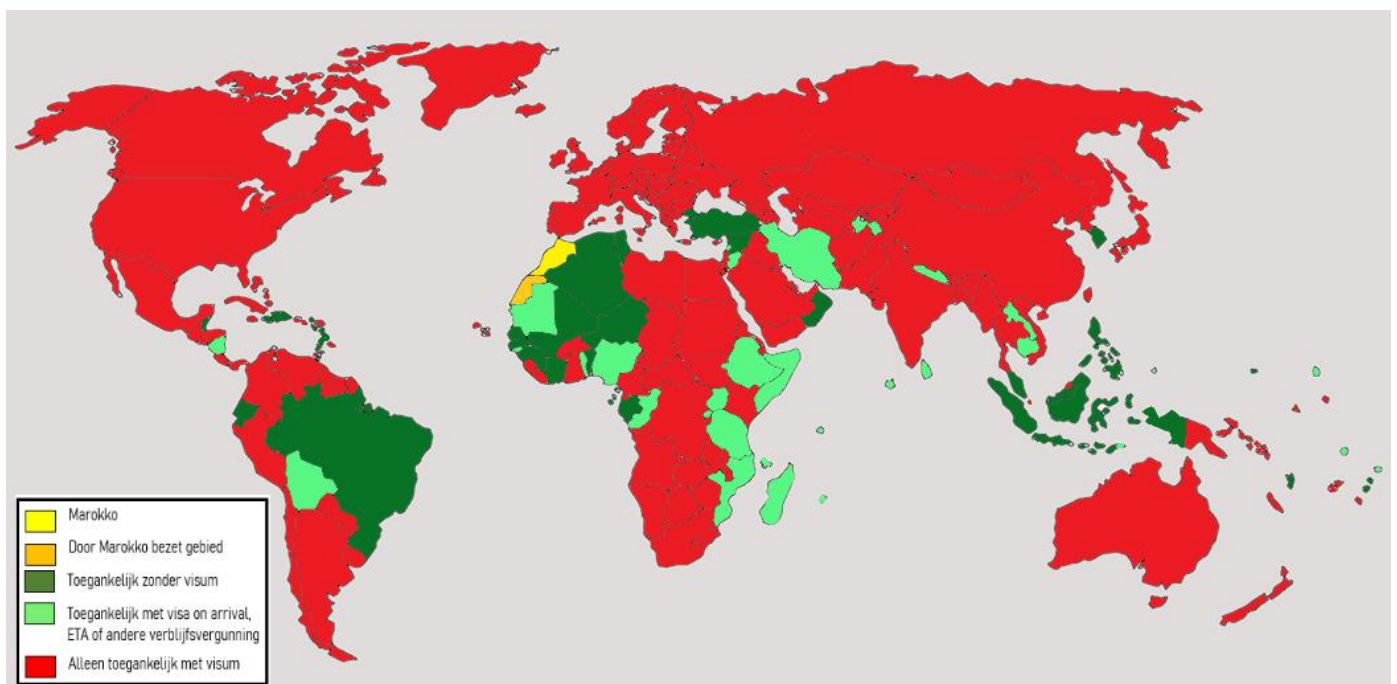 Marokko
Door Marokko bezet gebied
Toegankelijk zonder visum
Toegankelijk met visa on arrival,
ETA of andere verblijfsvergunning
Alleen toegankelijk met visum